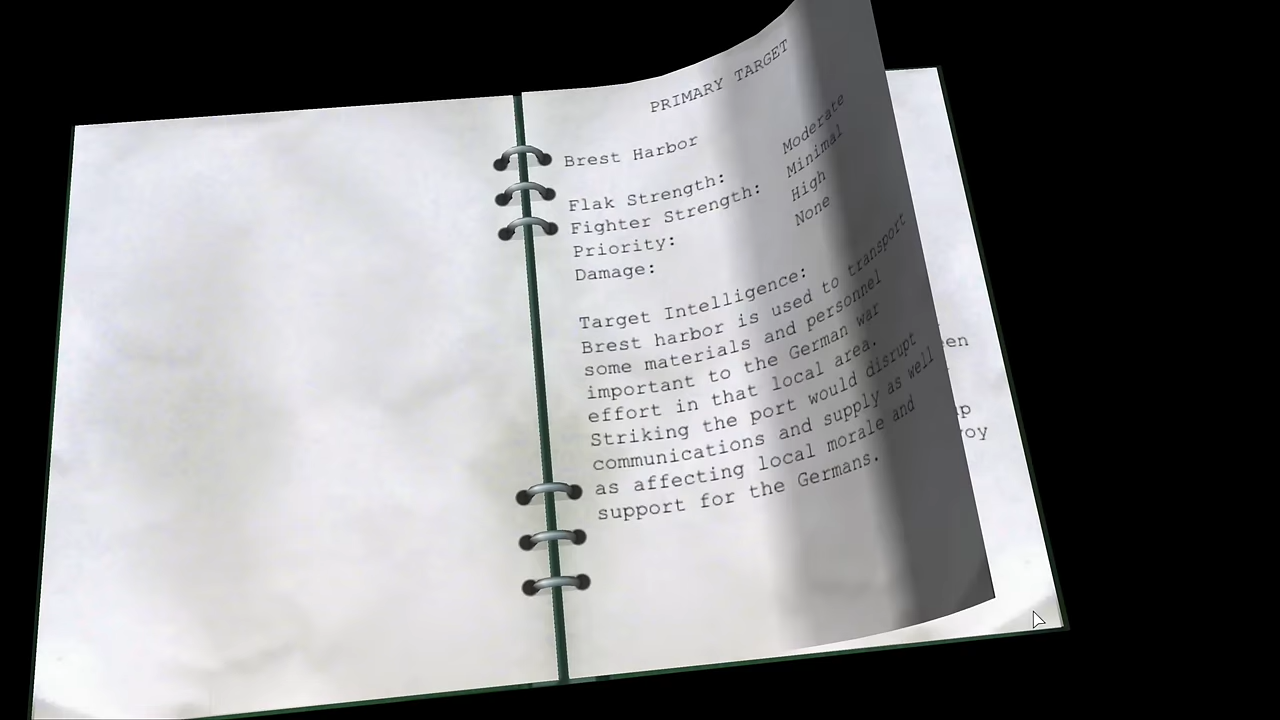 PRIMARY TARGET
Brest Harbor
Flak Strength: Moderate
Fighter Strength: Minimal
Priority: High
Damage: None
Target Intelligence:
Brest harbor is used to transport
some materials and personnel
important to the German war
effort in that local area.
Striking the port would disrupt
communications and supply as well
as affecting local morale and
support for the Germans.